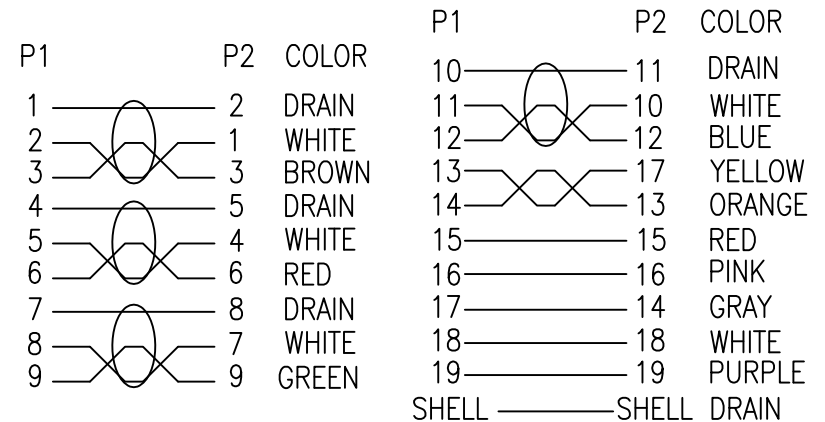 P1 P2 COLOR
1 2 DRAIN
2 1 WHITE
3 3 BROWN
4 5 DRAIN
5 4 WHITE
6 6 RED
7 8 DRAIN
8 7 WHITE
9 9 GREEN
P1 P2 COLOR
10 11 DRAIN
11 10 WHITE
12 12 BLUE
13 17 YELLOW
14 13 ORANGE
15 15 RED
16 16 PINK
17 14 GRAY
18 18 WHITE
19 19 PURPLE
SHELL SHELL DRAIN